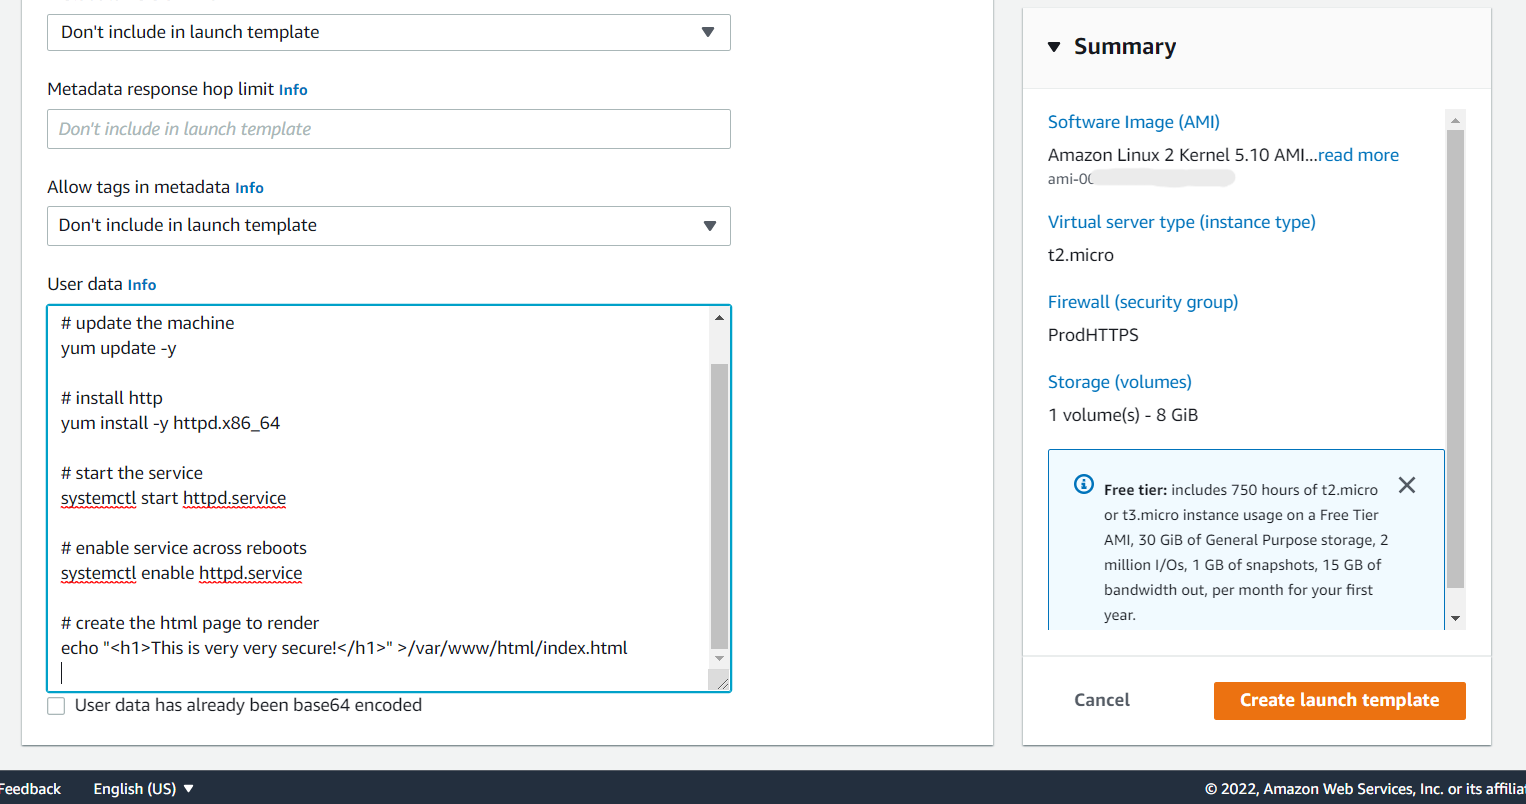 Don't include in launch template
Metadata response hop limit Info
Don't include in launch template
Allow tags in metadata Info
Don't include in launch template
User data Info
# update the machine
yum update -y
# install http
yum install -y httpd.x86_64
# start the service
systemctl start httpd.service
# enable service across reboots
systemctl enable httpd.service
# create the html page to render
echo "<h1>This is very very secure!</h1>" >/var/www/html/index.html
User data has already been base64 encoded
Summary
Software Image (AMI)
Amazon Linux 2 Kernel 5.10 AMI...read more
ami-00
Virtual server type (instance type)
t2.micro
Firewall (security group)
ProdHTTPS
Storage (volumes)
1 volume(s) - 8 GiB
Free tier: includes 750 hours of t2.micro
or t3.micro instance usage on a Free Tier
AMI, 30 GiB of General Purpose storage, 2
million I/Os, 1 GB of snapshots, 15 GB of
bandwidth out, per month for your first
year.
Cancel
Create launch template
Feedback
English (US)
© 2022, Amazon Web Services, Inc. or its affilia